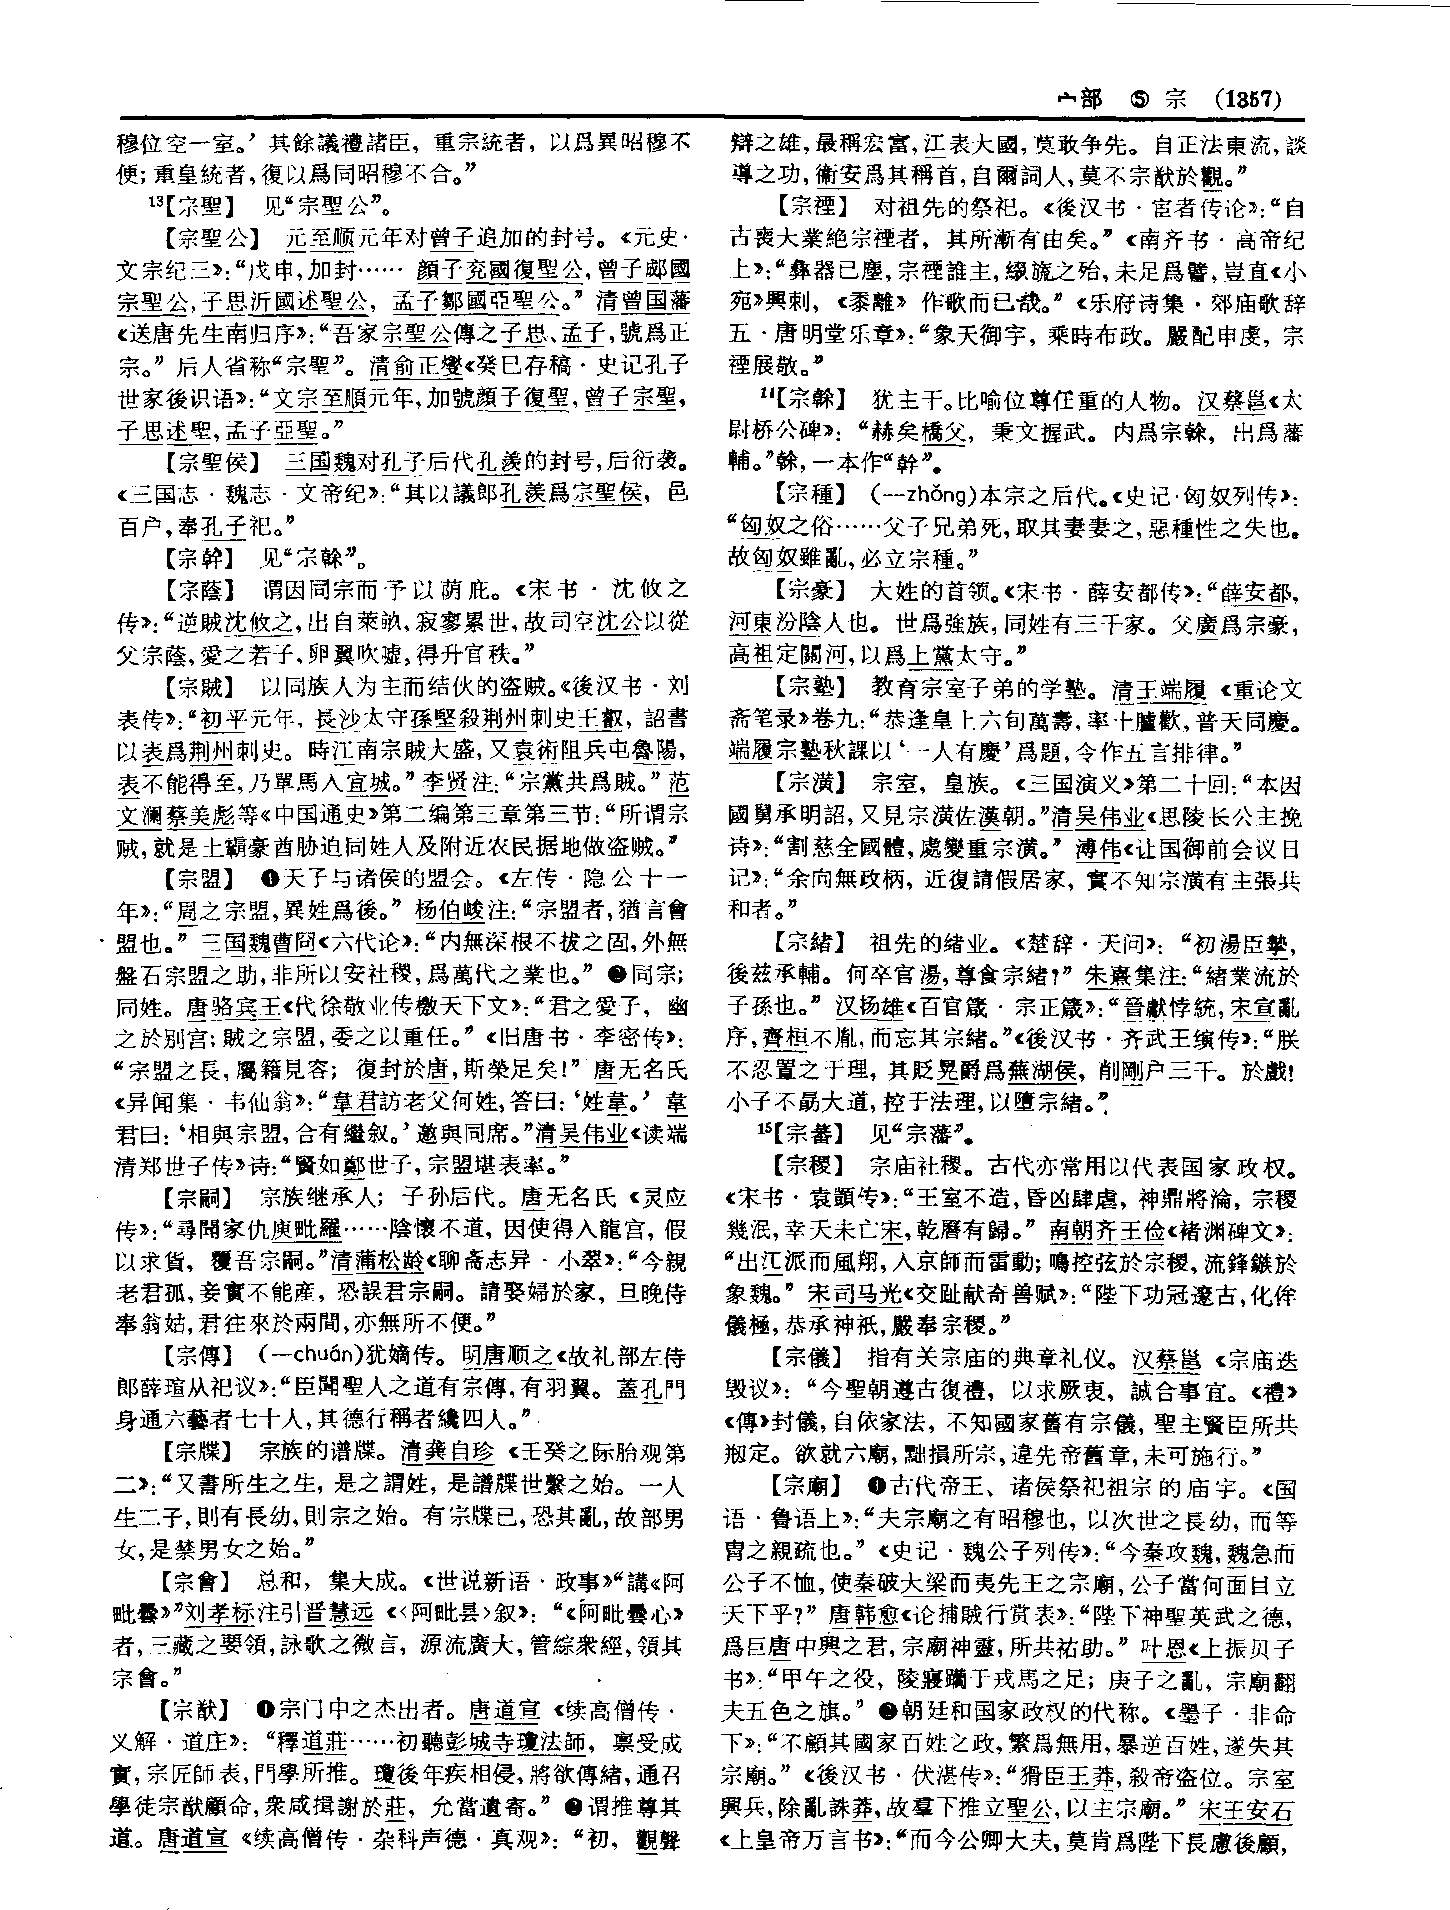 宀部 ⑤ 宗 (1357)
穆位空一室。’其餘議禮諸臣，重宗統者，以爲異昭穆不
便；重皇統者，復以爲同昭穆不合。”
13【宗聖】 见“宗聖公”。
【宗聖公】 元至顺元年对曾子追加的封号。《元史·
文宗纪三》：“戊申，加封…… 顔子兖國復聖公，曾子郕國
宗聖公，子思沂國述聖公，孟子鄒國亞聖公。”清曾国藩
《送唐先生南归序》：“吾家宗聖公傳之子思、孟子，號爲正
宗。”后人省称“宗聖”。清俞正燮《癸巳存稿·史记孔子
世家後识语》：“文宗至順元年，加號顔子復聖，曾子宗聖，
子思述聖，孟子亞聖。”
【宗聖侯】 三国魏对孔子后代孔羡的封号，后衍袭。
《三国志·魏志·文帝纪》：“其以議郎孔羡爲宗聖侯，邑
百户，奉孔子祀。”
【宗幹】 见“宗榦”。
【宗蔭】 谓因同宗而予以荫庇。《宋书·沈攸之
传》：“逆賊沈攸之，出自萊畝，寂寥累世，故司空沈公以從
父宗蔭，愛之若子，卵翼吹嘘，得升官秩。”
【宗賊】 以同族人为主而结伙的盗贼。《後汉书·刘
表传》：“初平元年，長沙太守孫堅殺荆州刺史王叡，詔書
以表爲荆州刺史。時江南宗賊大盛，又袁術阻兵屯魯陽，
表不能得至，乃單馬入宜城。”李贤注：“宗黨共爲賊。”范
文澜蔡美彪等《中国通史》第二编第三章第三节：“所谓宗
贼，就是土霸豪酋胁迫同姓人及附近农民据地做盗贼。”
【宗盟】 ❶天子与诸侯的盟会。《左传·隐公十一
年》：“周之宗盟，異姓爲後。”杨伯峻注：“宗盟者，猶言會
盟也。”三国魏曹冏《六代论》：“内無深根不拔之固，外無
盤石宗盟之助，非所以安社稷，爲萬代之業也。”❷同宗；
同姓。唐骆宾王《代徐敬业传檄天下文》：“君之愛子，幽
之於别宫；賊之宗盟，委之以重任。”《旧唐书·李密传》：
“宗盟之長，屬籍見容；復封於唐，斯榮足矣！”唐无名氏
《异闻集·韦仙翁》：“韋君訪老父何姓，答曰：‘姓韋。’韋
君曰：‘相與宗盟，合有繼叙。’邀與同席。”清吴伟业《读端
清郑世子传》诗：“賢如鄭世子，宗盟堪表率。”
【宗嗣】 宗族继承人；子孙后代。唐无名氏《灵应
传》：“尋聞家仇庾毗羅……陰懷不道，因使得入龍宫，假
以求貨，覆吾宗嗣。”清蒲松龄《聊斋志异·小翠》：“今親
老君孤，妾實不能產，恐誤君宗嗣。請娶婦於家，旦晚侍
奉翁姑，君往來於兩間，亦無所不便。”
【宗傳】 （—chuán）犹嫡传。明唐顺之《故礼部左侍
郎薛瑄从祀议》：“臣聞聖人之道有宗傳，有羽翼。蓋孔門
身通六藝者七十人，其德行稱者纔四人。”
【宗牒】 宗族的谱牒。清龚自珍《壬癸之际胎观第
二》：“又書所生之生，是之謂姓，是譜牒世繫之始。一人
生二子，則有長幼，則宗之始。有宗牒已，恐其亂，故部男
女，是禁男女之始。”
【宗會】 总和，集大成。《世说新语·政事》“講《阿
毗曇》”刘孝标注引晋慧远《〈阿毗昙〉叙》：“《阿毗曇心》
者，三藏之要領，詠歌之微言，源流廣大，管綜衆經，領其
宗會。”
【宗猷】 ❶宗门中之杰出者。唐道宣《续高僧传·
义解·道庄》：“釋道莊……初聽彭城寺瓊法師，禀受成
實，宗匠師表，門學所推。瓊後年疾相侵，將欲傳緒，通召
學徒宗猷顧命，衆咸揖謝於莊，允當遺寄。”❷谓推尊其
道。唐道宣《续高僧传·杂科声德·真观》：“初，觀聲
辯之雄，最稱宏富，江表大國，莫敢争先。自正法東流，談
導之功，衛安爲其稱首，自爾詞人，莫不宗猷於觀。”
【宗禋】 对祖先的祭祀。《後汉书·宦者传论》：“自
古喪大業絶宗禋者，其所漸有由矣。”《南齐书·高帝纪
上》：“彝器已塵，宗禋誰主，綴旒之殆，未足爲譬，豈直《小
宛》興刺，《黍離》作歌而已哉。”《乐府诗集·郊庙歌辞
五·唐明堂乐章》：“象天御宇，乘時布政。嚴配申虔，宗
禋展敬。”
14【宗榦】 犹主干。比喻位尊任重的人物。汉蔡邕《太
尉桥公碑》：“赫矣橋父，秉文握武。内爲宗榦，出爲藩
輔。”榦，一本作“幹”。
【宗種】 （—zhǒng）本宗之后代。《史记·匈奴列传》：
“匈奴之俗……父子兄弟死，取其妻妻之，惡種性之失也。
故匈奴雖亂，必立宗種。”
【宗豪】 大姓的首领。《宋书·薛安都传》：“薛安都，
河東汾陰人也。世爲強族，同姓有三千家。父廣爲宗豪，
高祖定關河，以爲上黨太守。”
【宗塾】 教育宗室子弟的学塾。清王端履《重论文
斋笔录》卷九：“恭逢皇上六旬萬壽，率土臚歡，普天同慶。
端履宗塾秋課以‘一人有慶’爲題，令作五言排律。”
【宗潢】 宗室，皇族。《三国演义》第二十回：“本因
國舅承明詔，又見宗潢佐漢朝。”清吴伟业《思陵长公主挽
诗》：“割慈全國體，處變重宗潢。”溥伟《让国御前会议日
记》：“余向無政柄，近復請假居家，實不知宗潢有主張共
和者。”
【宗緒】 祖先的绪业。《楚辞·天问》：“初湯臣摯，
後兹承輔。何卒官湯，尊食宗緒？”朱熹集注：“緒業流於
子孫也。”汉扬雄《百官箴·宗正箴》：“晉獻悖統，宋宣亂
序，齊桓不胤，而忘其宗緒。”《後汉书·齐武王縯传》：“朕
不忍置之于理，其貶晃爵爲蕪湖侯，削剛户三千。於戲！
小子不勗大道，控于法理，以墮宗緒。”
15【宗蕃】 见“宗藩”。
【宗稷】 宗庙社稷。古代亦常用以代表国家政权。
《宋书·袁顗传》：“王室不造，昏凶肆虐，神鼎將淪，宗稷
幾泯，幸天未亡宋，乾曆有歸。”南朝齐王俭《褚渊碑文》：
“出江派而風翔，入京師而雷動；鳴控弦於宗稷，流鋒鏃於
象魏。”宋司马光《交趾献奇兽赋》：“陛下功冠邃古，化侔
儀極，恭承神祇，嚴奉宗稷。”
【宗儀】 指有关宗庙的典章礼仪。汉蔡邕《宗庙迭
毁议》：“今聖朝遵古復禮，以求厥衷，誠合事宜。《禮》
《傳》封儀，自依家法，不知國家舊有宗儀，聖主賢臣所共
刱定。欲就六廟，黜損所宗，違先帝舊章，未可施行。”
【宗廟】 ❶古代帝王、诸侯祭祀祖宗的庙宇。《国
语·鲁语上》：“夫宗廟之有昭穆也，以次世之長幼，而等
胄之親疏也。”《史记·魏公子列传》：“今秦攻魏，魏急而
公子不恤，使秦破大梁而夷先王之宗廟，公子當何面目立
天下乎？”唐韩愈《论捕贼行赏表》：“陛下神聖英武之德，
爲巨唐中興之君，宗廟神靈，所共祐助。”叶恩《上振贝子
书》：“甲午之役，陵寢躪于戎馬之足；庚子之亂，宗廟翻
夫五色之旗。”❷朝廷和国家政权的代称。《墨子·非命
下》：“不顧其國家百姓之政，繁爲無用，暴逆百姓，遂失其
宗廟。”《後汉书·伏湛传》：“猾臣王莽，殺帝盗位。宗室
興兵，除亂誅莽，故羣下推立聖公，以主宗廟。”宋王安石
《上皇帝万言书》：“而今公卿大夫，莫肯爲陛下長慮後顧，